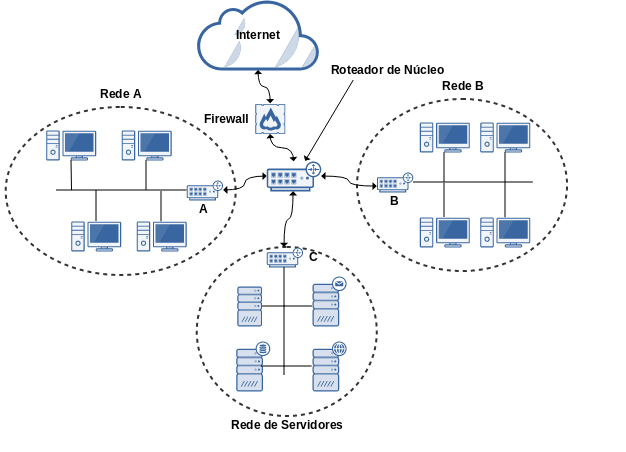 Internet
Roteador de Núcleo
Rede A
Rede B
Firewall
A
B
C
Rede de Servidores